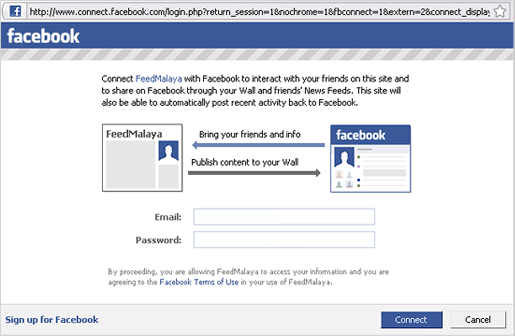 http://www.connect.facebook.com/login.php?return_session=1&nochrome=1&fbconnect=1&extern=2&connect_display
facebook
Connect FeedMalaya with Facebook to interact with your friends on this site and
to share on Facebook through your Wall and friends' News Feeds. This site will
also be able to automatically post recent activity back to Facebook.
FeedMalaya
Bring your friends and info
Publish content to your Wall
facebook
Email:
Password:
By proceeding, you are allowing FeedMalaya to access your information and you are
agreeing to the Facebook Terms of Use in your use of FeedMalaya.
Sign up for Facebook
Connect
Cancel